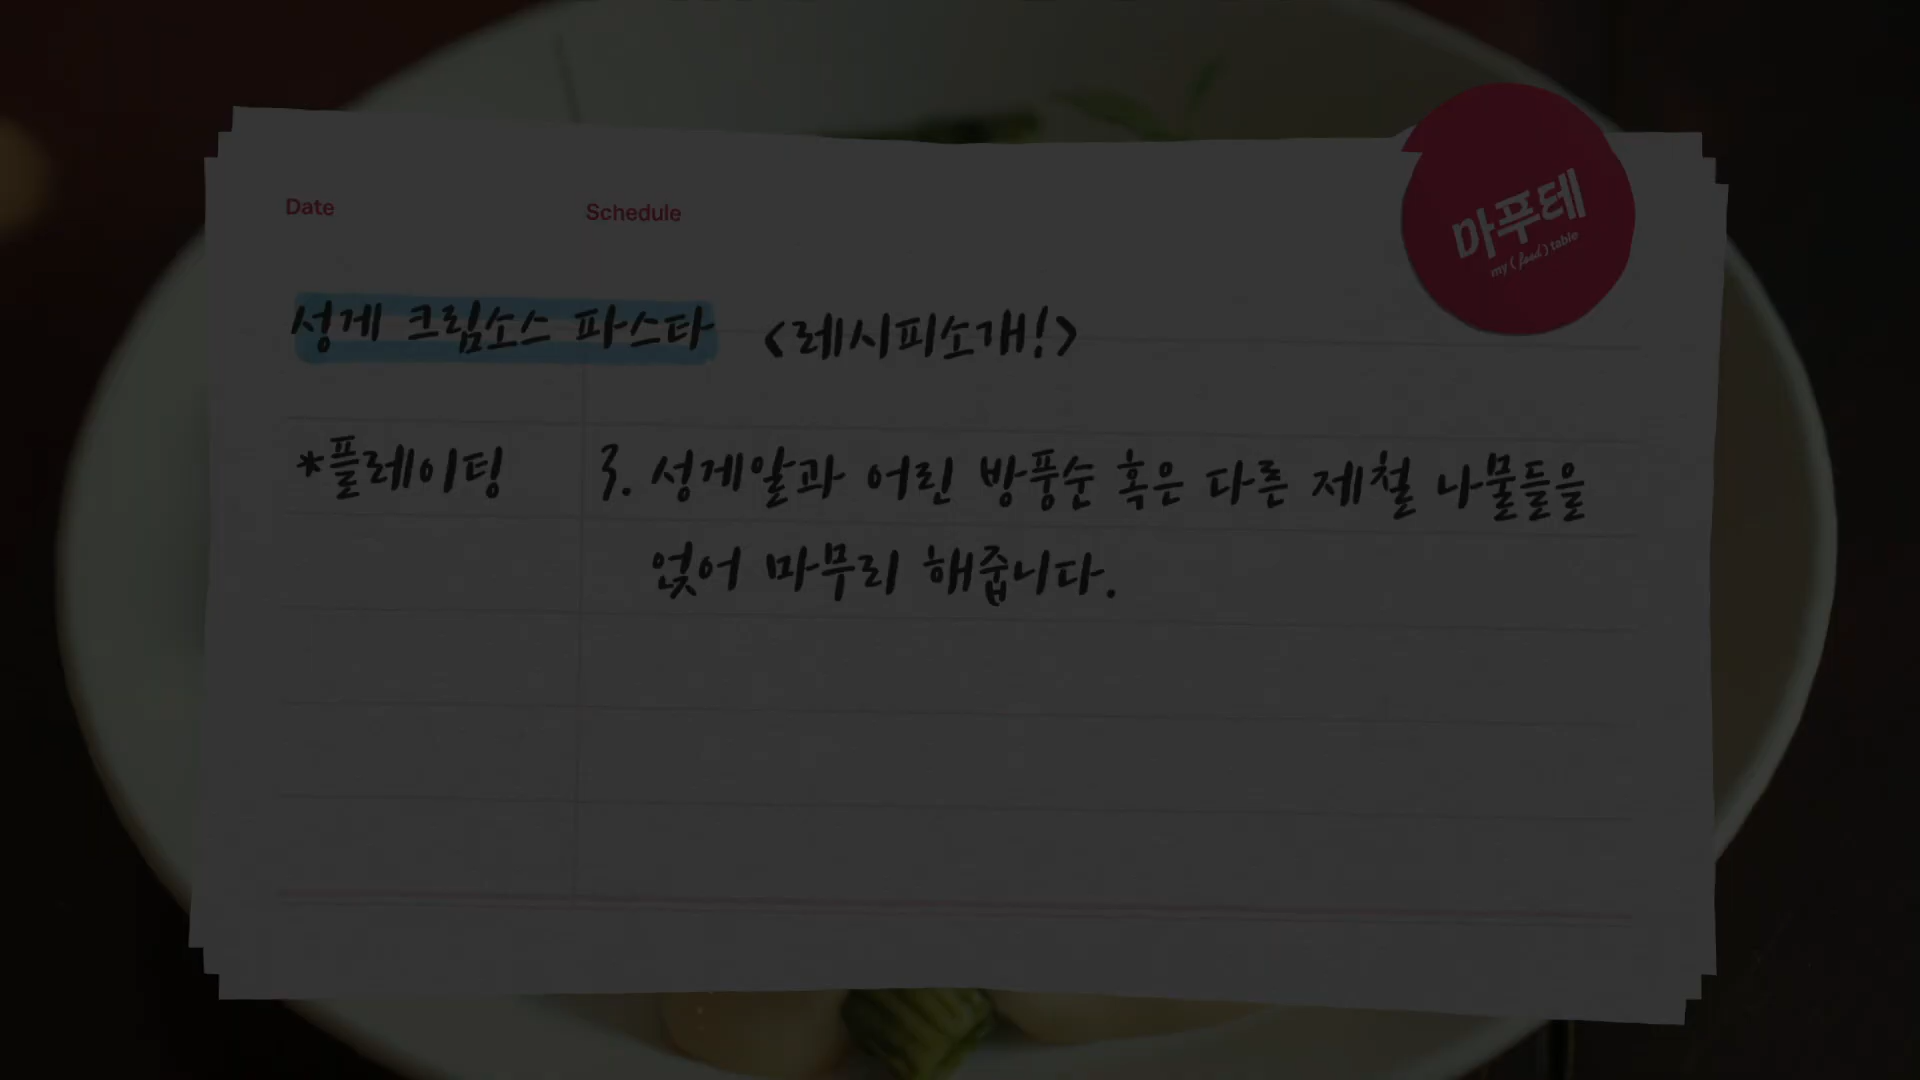 Date Schedule
마푸테
my (food) table
성게 크림소스 파스타 <레시피소개!>
*플레이팅 3. 성게알과 어린 방풍순 혹은 다른 제철 나물들을
얹어 마무리 해줍니다.